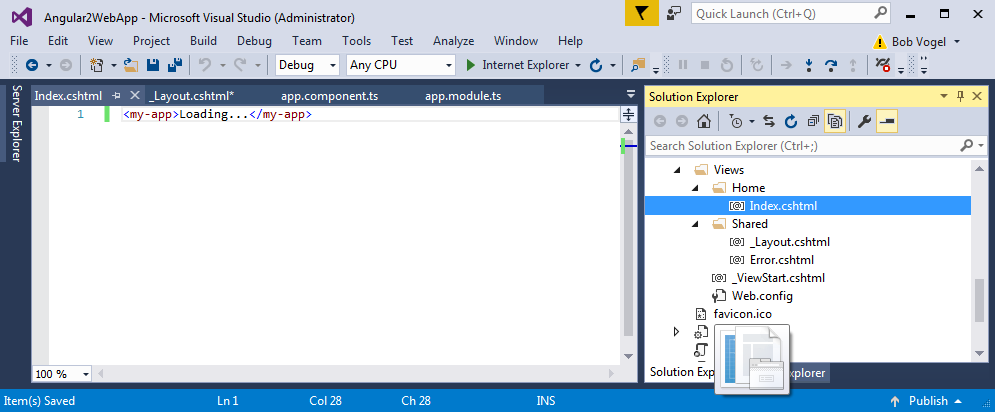 Angular2WebApp - Microsoft Visual Studio (Administrator)
Quick Launch (Ctrl+Q)
File Edit View Project Build Debug Team Tools Test Analyze Window Help
Bob Vogel
Debug Any CPU Internet Explorer
Server Explorer
Index.cshtml _Layout.cshtml* app.component.ts app.module.ts
1 <my-app>Loading...</my-app>
100 %
Solution Explorer
Search Solution Explorer (Ctrl+;)
Views
Home
[@] Index.cshtml
Shared
[@] _Layout.cshtml
[@] Error.cshtml
[@] _ViewStart.cshtml
Web.config
favicon.ico
Solution Exp xplorer
Item(s) Saved Ln 1 Col 28 Ch 28 INS Publish